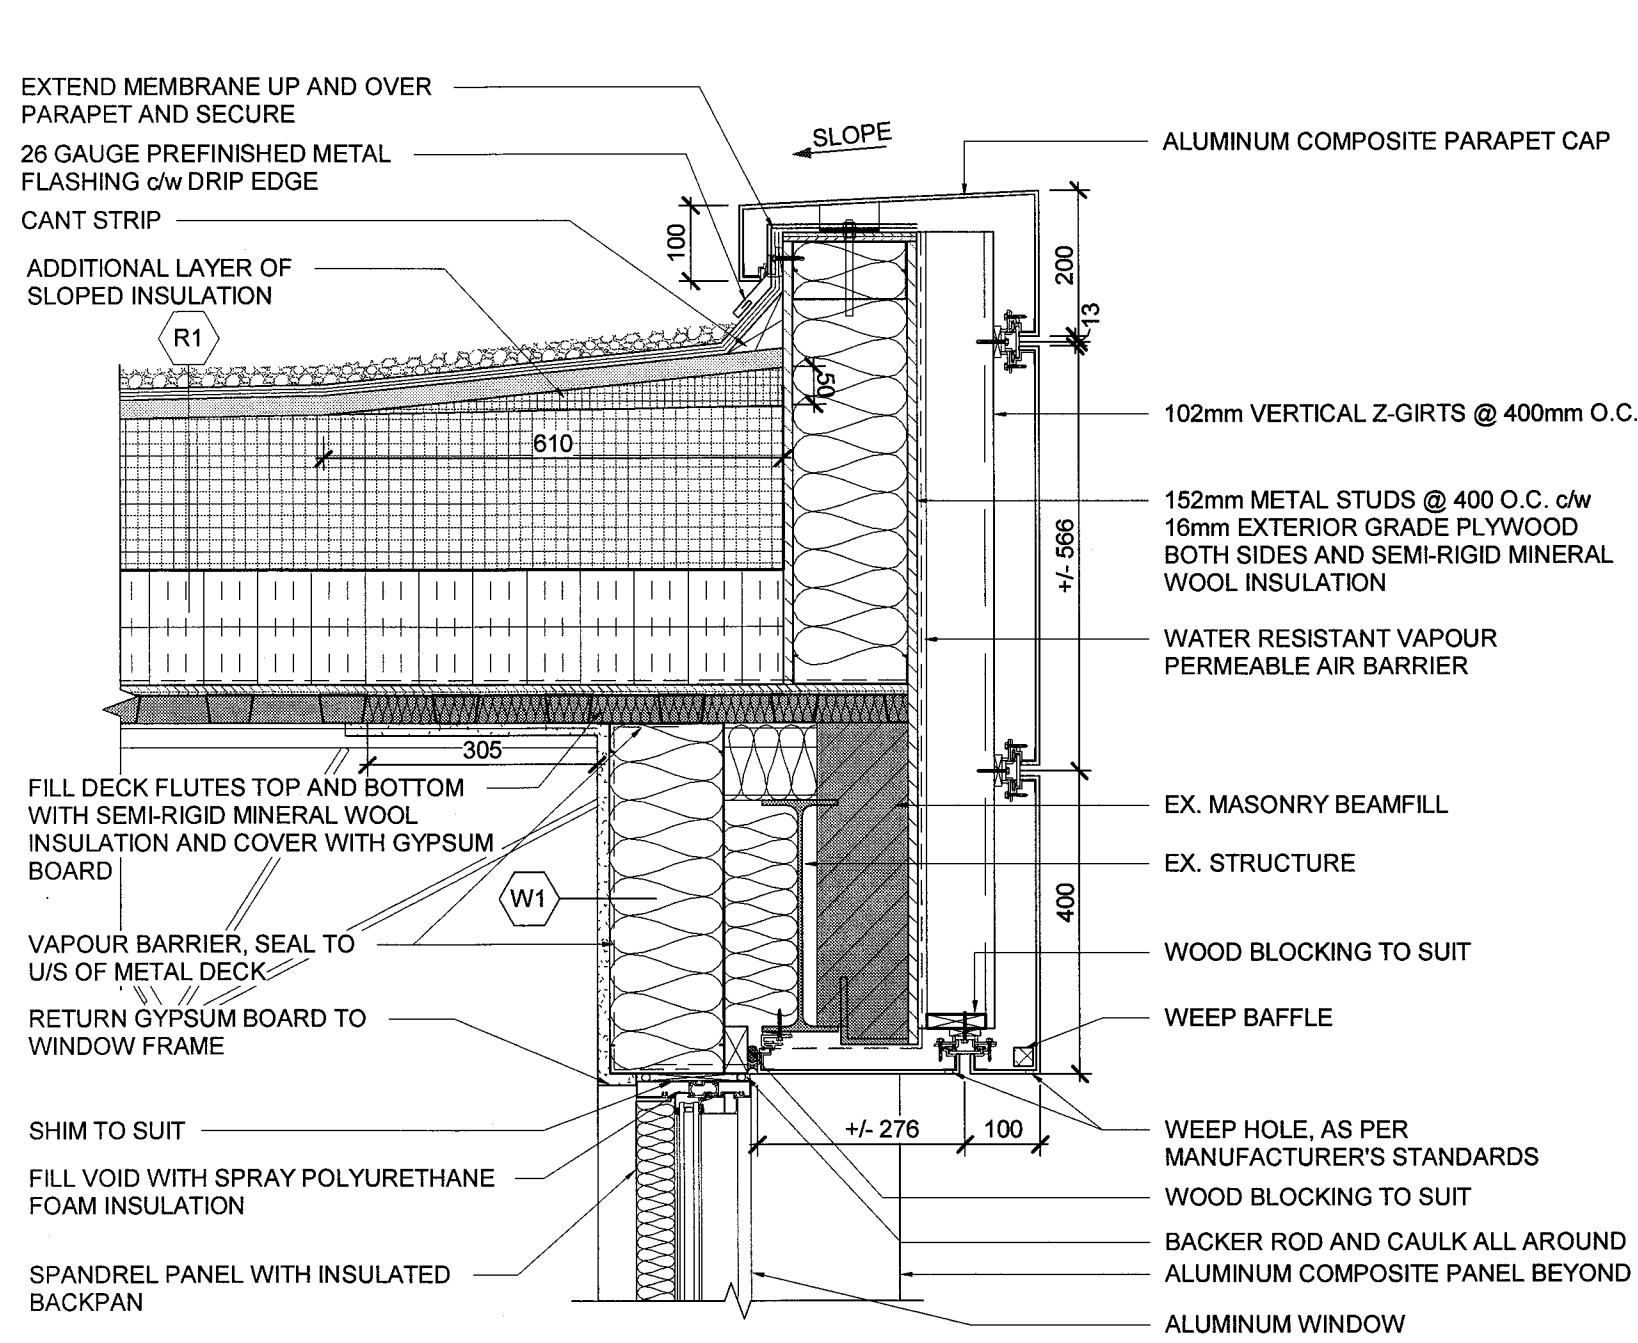 EXTEND MEMBRANE UP AND OVER
PARAPET AND SECURE
26 GAUGE PREFINISHED METAL
FLASHING c/w DRIP EDGE
CANT STRIP
ADDITIONAL LAYER OF
SLOPED INSULATION
R1
SLOPE
100
50
610
305
FILL DECK FLUTES TOP AND BOTTOM
WITH SEMI-RIGID MINERAL WOOL
INSULATION AND COVER WITH GYPSUM
BOARD
W1
VAPOUR BARRIER, SEAL TO
U/S OF METAL DECK
RETURN GYPSUM BOARD TO
WINDOW FRAME
SHIM TO SUIT
FILL VOID WITH SPRAY POLYURETHANE
FOAM INSULATION
SPANDREL PANEL WITH INSULATED
BACKPAN
ALUMINUM COMPOSITE PARAPET CAP
200
13
102mm VERTICAL Z-GIRTS @ 400mm O.C.
152mm METAL STUDS @ 400 O.C. c/w
16mm EXTERIOR GRADE PLYWOOD
BOTH SIDES AND SEMI-RIGID MINERAL
WOOL INSULATION
+/- 566
WATER RESISTANT VAPOUR
PERMEABLE AIR BARRIER
EX. MASONRY BEAMFILL
EX. STRUCTURE
400
WOOD BLOCKING TO SUIT
WEEP BAFFLE
+/- 276
100
WEEP HOLE, AS PER
MANUFACTURER'S STANDARDS
WOOD BLOCKING TO SUIT
BACKER ROD AND CAULK ALL AROUND
ALUMINUM COMPOSITE PANEL BEYOND
ALUMINUM WINDOW